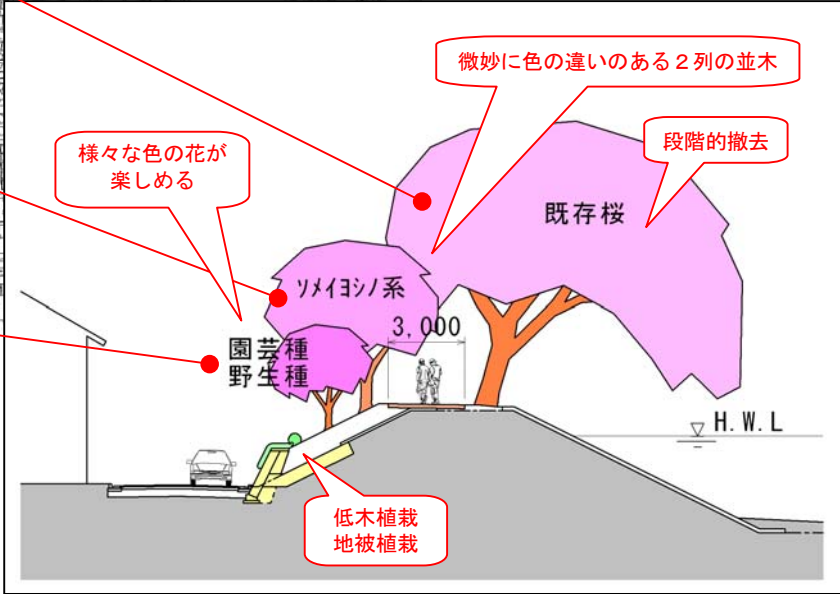 微妙に色の違いのある２列の並木
段階的撤去
様々な色の花が
楽しめる
既存桜
ソメイヨシノ系
3,000
園芸種
野生種
H.W.L
低木植栽
地被植栽